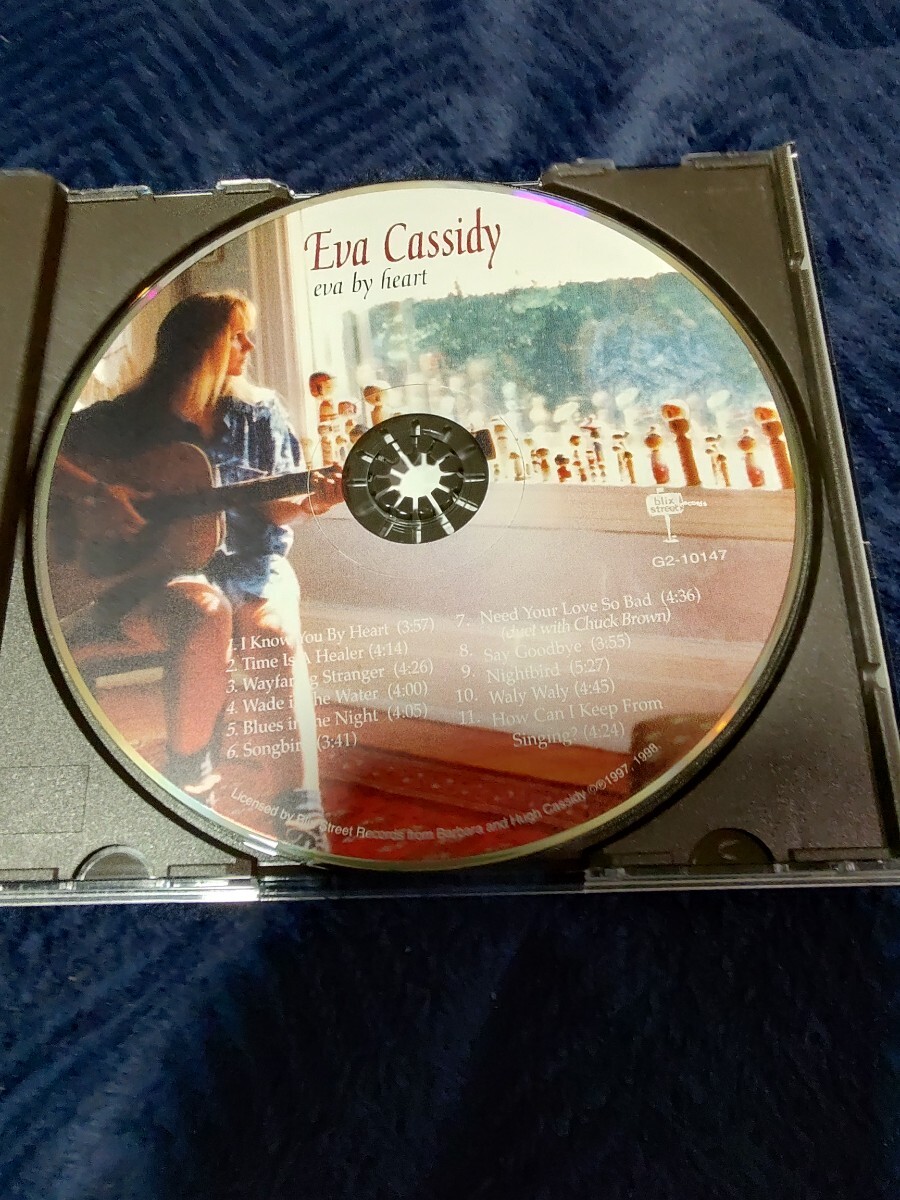 Eva Cassidy
eva by heart
blix
street records
G2-10147
1. I Know You By Heart (3:57)
2. Time Is A Healer (4:14)
3. Wayfaring Stranger (4:26)
4. Wade in the Water (4:00)
5. Blues in the Night (4:05)
6. Songbird (3:41)
7. Need Your Love So Bad (4:36)
(duet with Chuck Brown)
8. Say Goodbye (3:55)
9. Nightbird (5:27)
10. Waly Waly (4:45)
11. How Can I Keep From
Singing? (4:24)
Licensed by Blix Street Records from Barbara and Hugh Cassidy ©℗1997, 1998